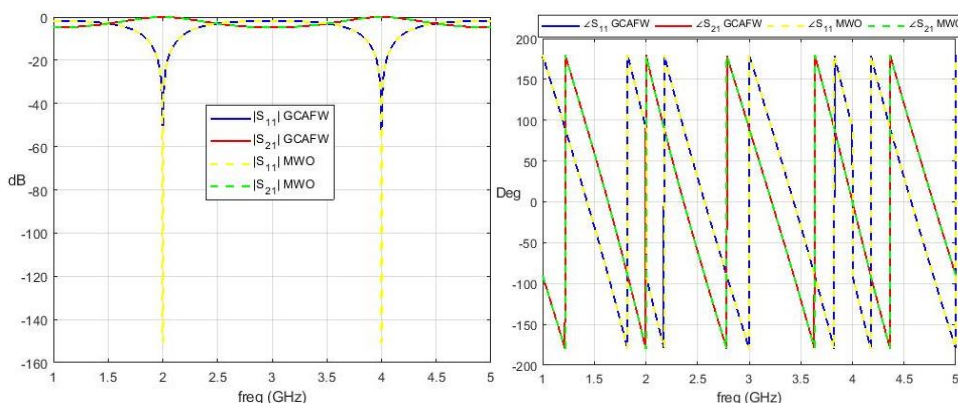 0
-20
-40
-60
-80
-100
-120
-140
-160
dB
|S11| GCAFW
|S21| GCAFW
|S11| MWO
|S21| MWO
1 1.5 2 2.5 3 3.5 4 4.5 5
freq (GHz)
∠S11 GCAFW ∠S21 GCAFW ∠S11 MWO ∠S21 MWO
200
150
100
50
0
-50
-100
-150
-200
Deg
1 1.5 2 2.5 3 3.5 4 4.5 5
freq (GHz)